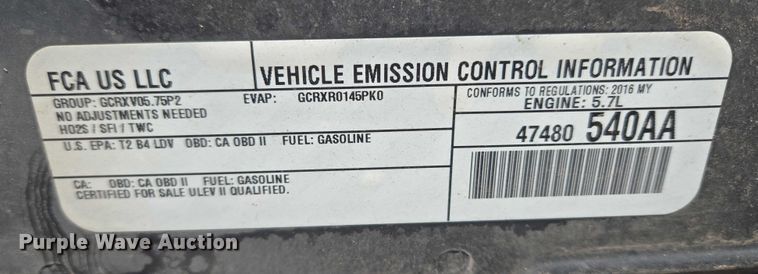 FCA US LLC
VEHICLE EMISSION CONTROL INFORMATION
GROUP: GCRXV05.75P2
EVAP: GCRXR0145PK0
NO ADJUSTMENTS NEEDED
HO2S / SFI / TWC
CONFORMS TO REGULATIONS: 2016 MY
ENGINE: 5.7L
U.S. EPA: T2 B4 LDV OBD: CA OBD II FUEL: GASOLINE
47480 540AA
CA: OBD: CA OBD II FUEL: GASOLINE
CERTIFIED FOR SALE ULEV II QUALIFIED.
Purple Wave Auction